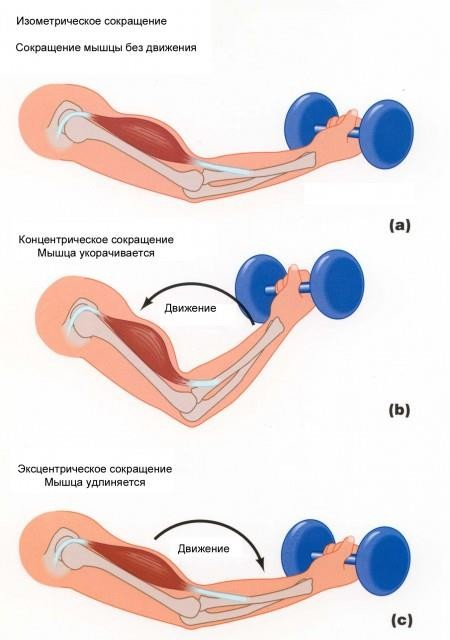 Изометрическое сокращение
Сокращение мышцы без движения
(a)
Концентрическое сокращение
Мышца укорачивается
Движение
(b)
Эксцентрическое сокращение
Мышца удлиняется
Движение
(c)